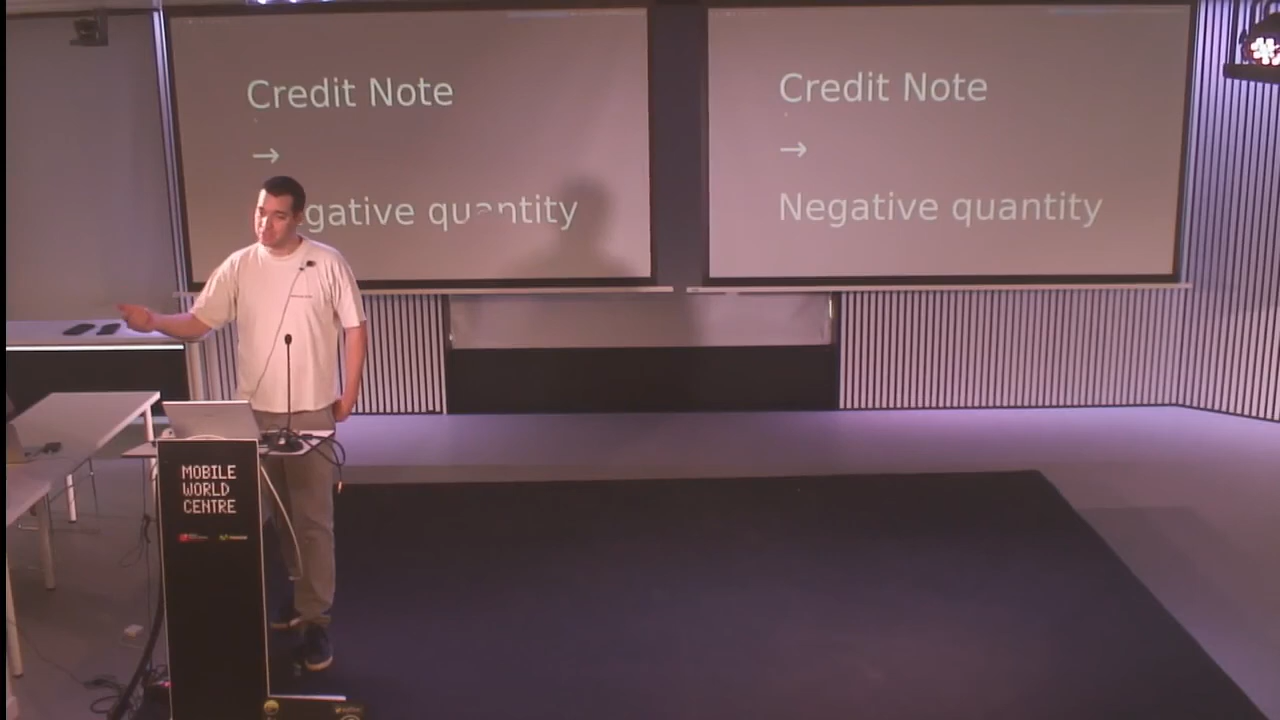 Credit Note
→
gative quantity
Credit Note
→
Negative quantity
MOBILE
WORLD
CENTRE